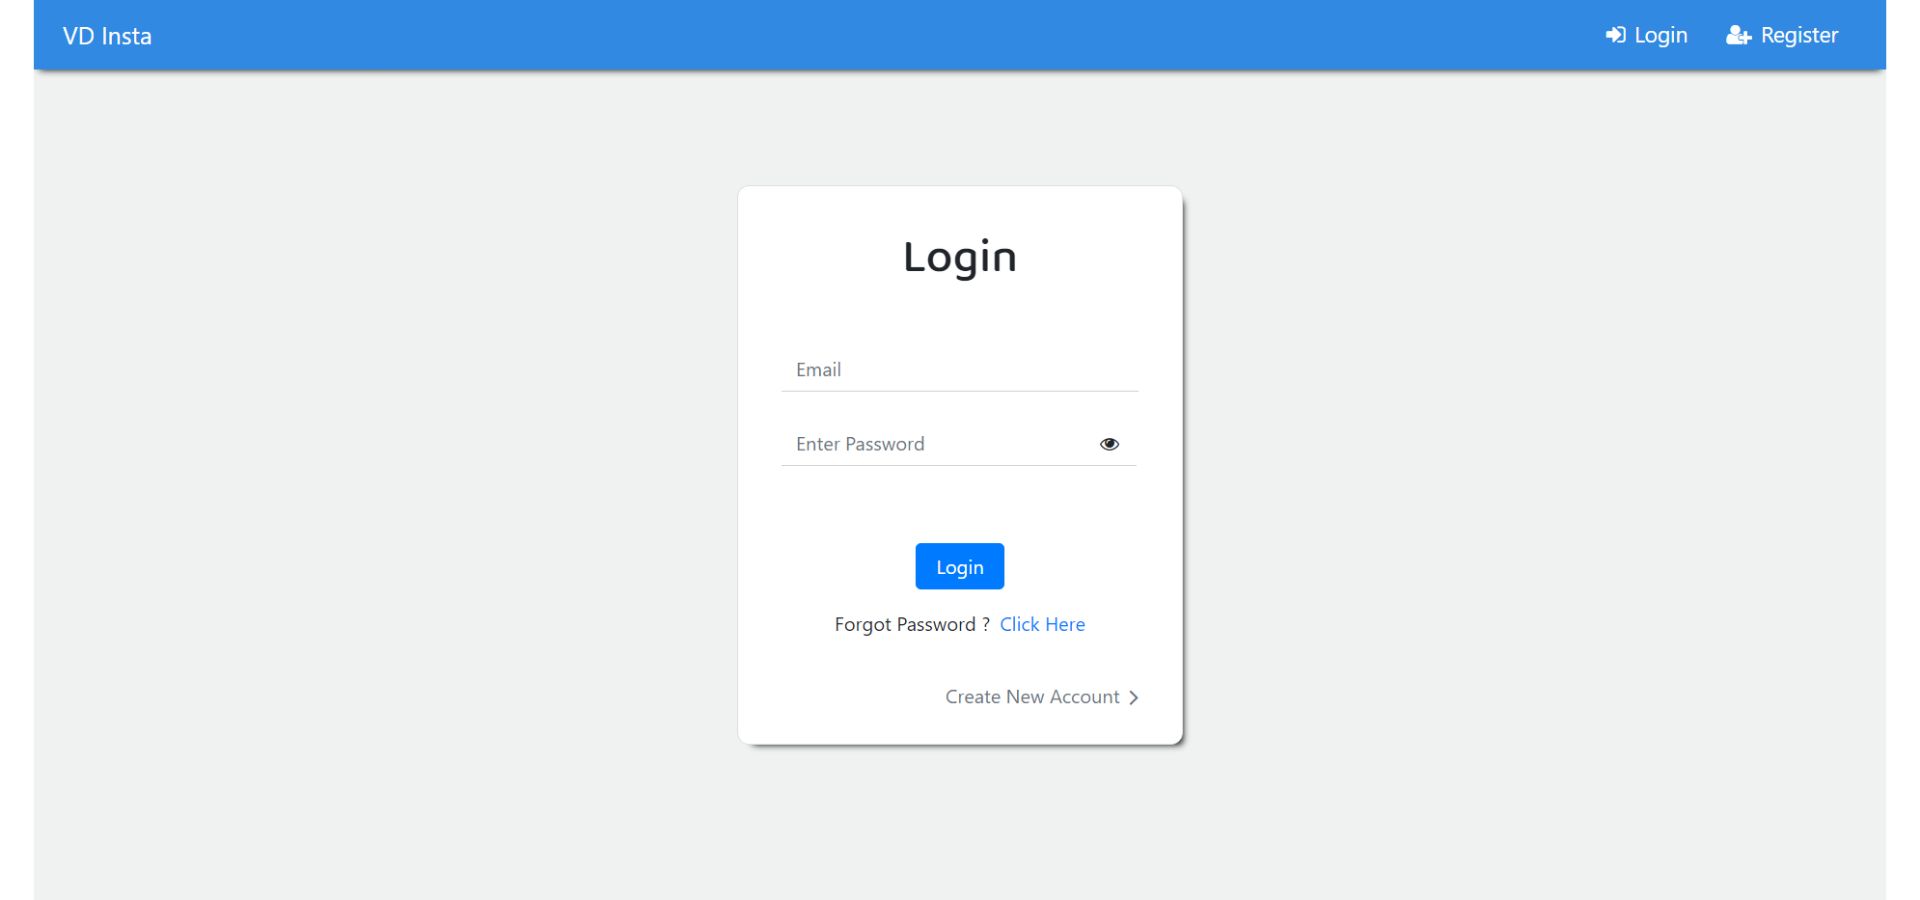 VD Insta
Login
Register
Login
Email
Enter Password
Login
Forgot Password ? Click Here
Create New Account